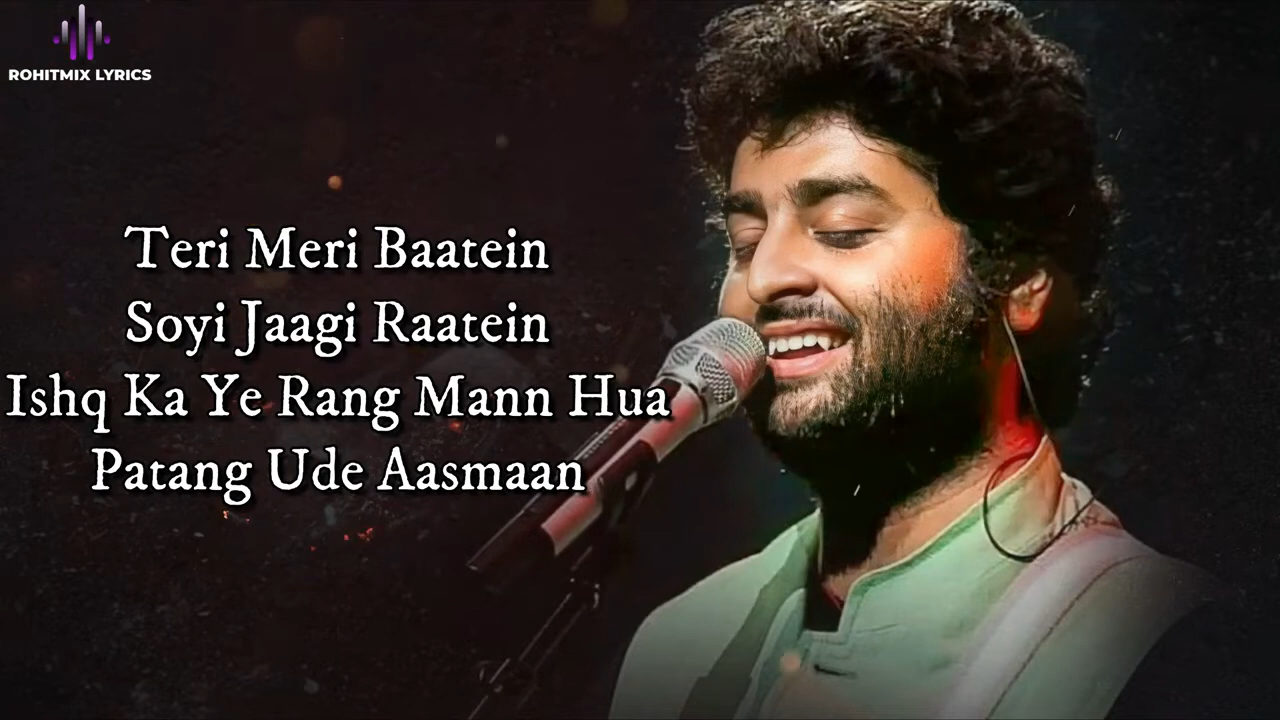 ROHITMIX LYRICS
Teri Meri Baatein
Soyi Jaagi Raatein
Ishq Ka Ye Rang Mann Hua
Patang Ude Aasmaan